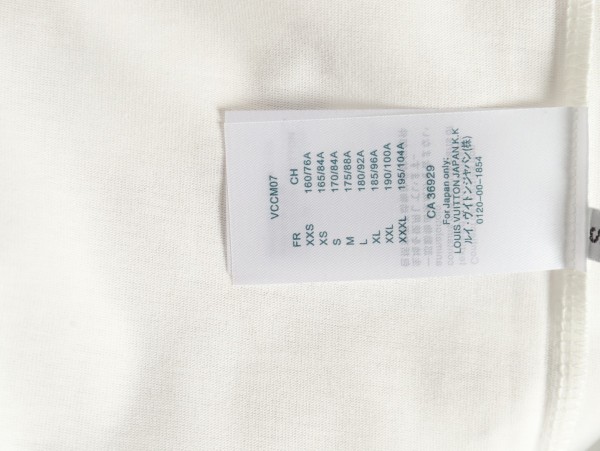 VCCM07
FR CH
XXS 160/76A
XS 165/84A
S 170/84A
M 175/88A
L 180/92A
XL 185/96A
XXL 190/100A
XXXL 195/104A
CA 36929
For Japan only:
LOUIS VUITTON JAPAN K.K
ルイ・ヴィトンジャパン(株)
0120-00-1854
S